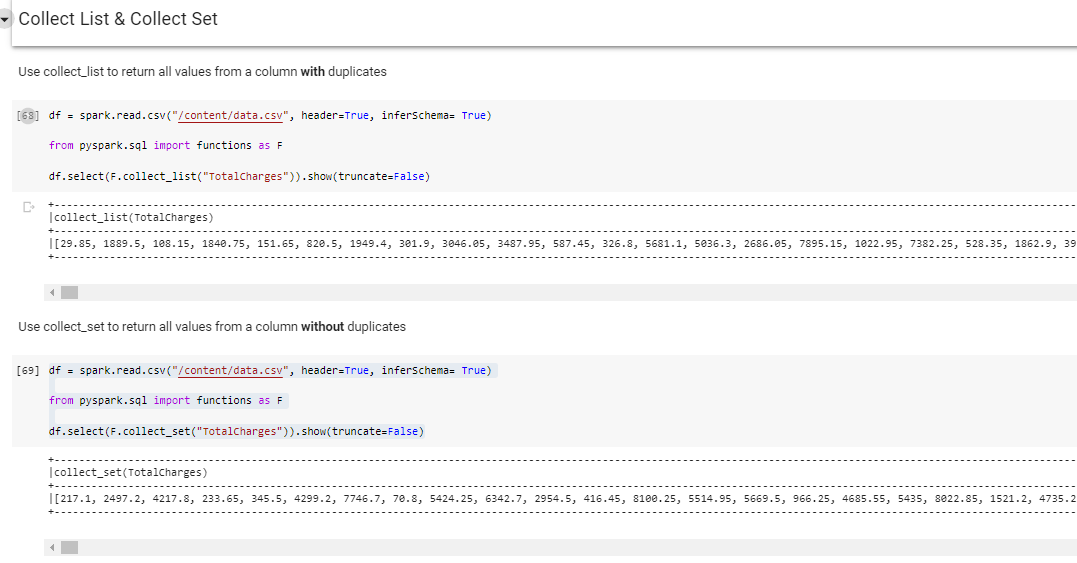 Collect List & Collect Set
Use collect_list to return all values from a column with duplicates
[68] df = spark.read.csv("/content/data.csv", header=True, inferSchema= True)
from pyspark.sql import functions as F
df.select(F.collect_list("TotalCharges")).show(truncate=False)
|collect_list(TotalCharges)
|[29.85, 1889.5, 108.15, 1840.75, 151.65, 820.5, 1949.4, 301.9, 3046.05, 3487.95, 587.45, 326.8, 5681.1, 5036.3, 2686.05, 7895.15, 1022.95, 7382.25, 528.35, 1862.9, 39
Use collect_set to return all values from a column without duplicates
[69] df = spark.read.csv("/content/data.csv", header=True, inferSchema= True)
from pyspark.sql import functions as F
df.select(F.collect_set("TotalCharges")).show(truncate=False)
|collect_set(TotalCharges)
|[217.1, 2497.2, 4217.8, 233.65, 345.5, 4299.2, 7746.7, 70.8, 5424.25, 6342.7, 2954.5, 416.45, 8100.25, 5514.95, 5669.5, 966.25, 4685.55, 5435, 8022.85, 1521.2, 4735.2